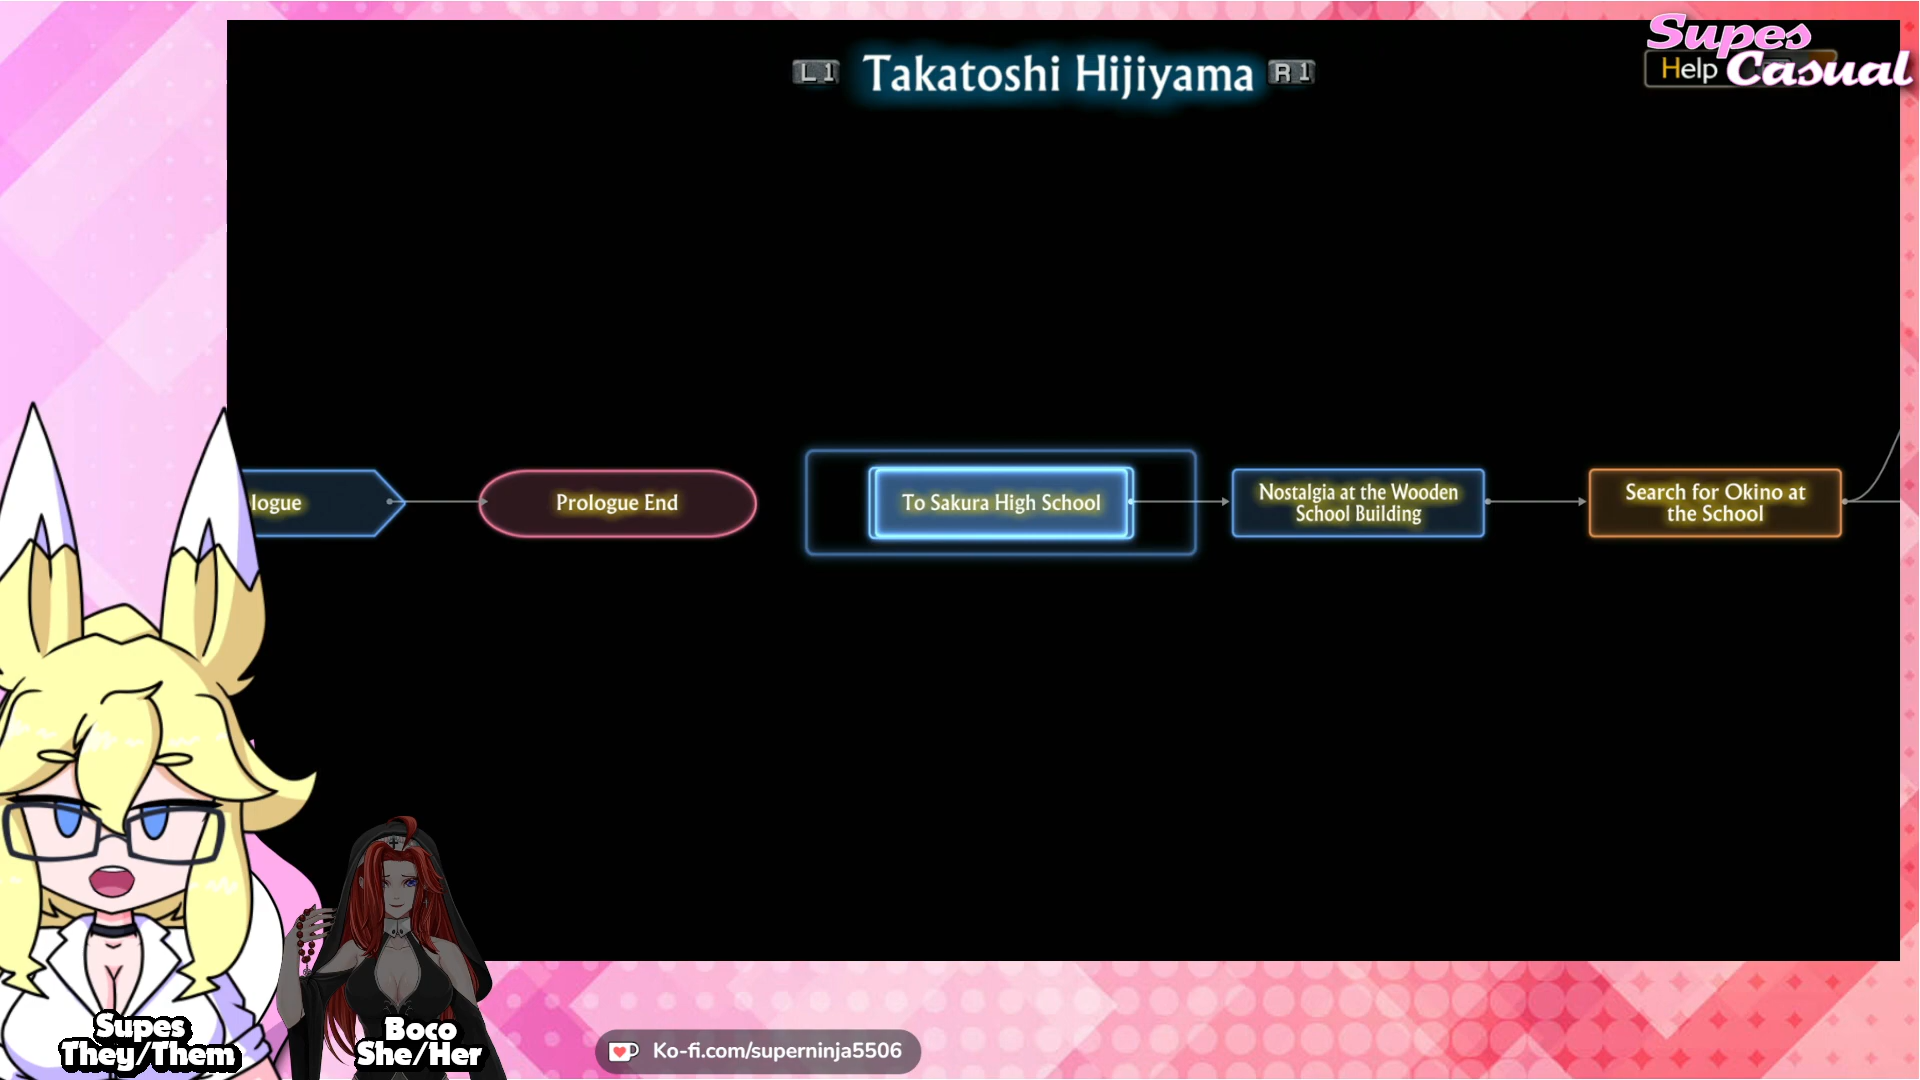 L1 Takatoshi Hijiyama R1
Supes
Help Casual
logue
Prologue End
To Sakura High School
Nostalgia at the Wooden
School Building
Search for Okino at
the School
Supes
They/Them
Boco
She/Her
Ko-fi.com/superninja5506